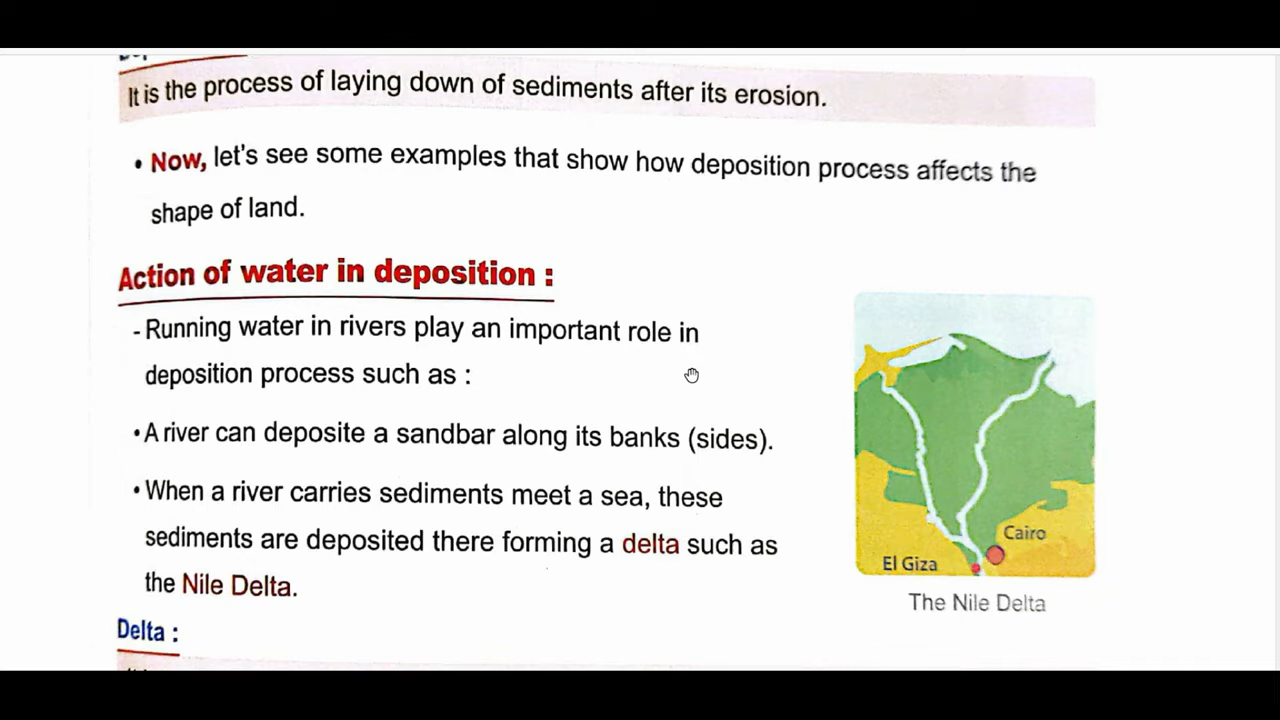 It is the process of laying down of sediments after its erosion.
• Now, let's see some examples that show how deposition process affects the
shape of land.
Action of water in deposition :
- Running water in rivers play an important role in
deposition process such as :
• A river can deposite a sandbar along its banks (sides).
• When a river carries sediments meet a sea, these
sediments are deposited there forming a delta such as
the Nile Delta.
Cairo
El Giza
The Nile Delta
Delta :